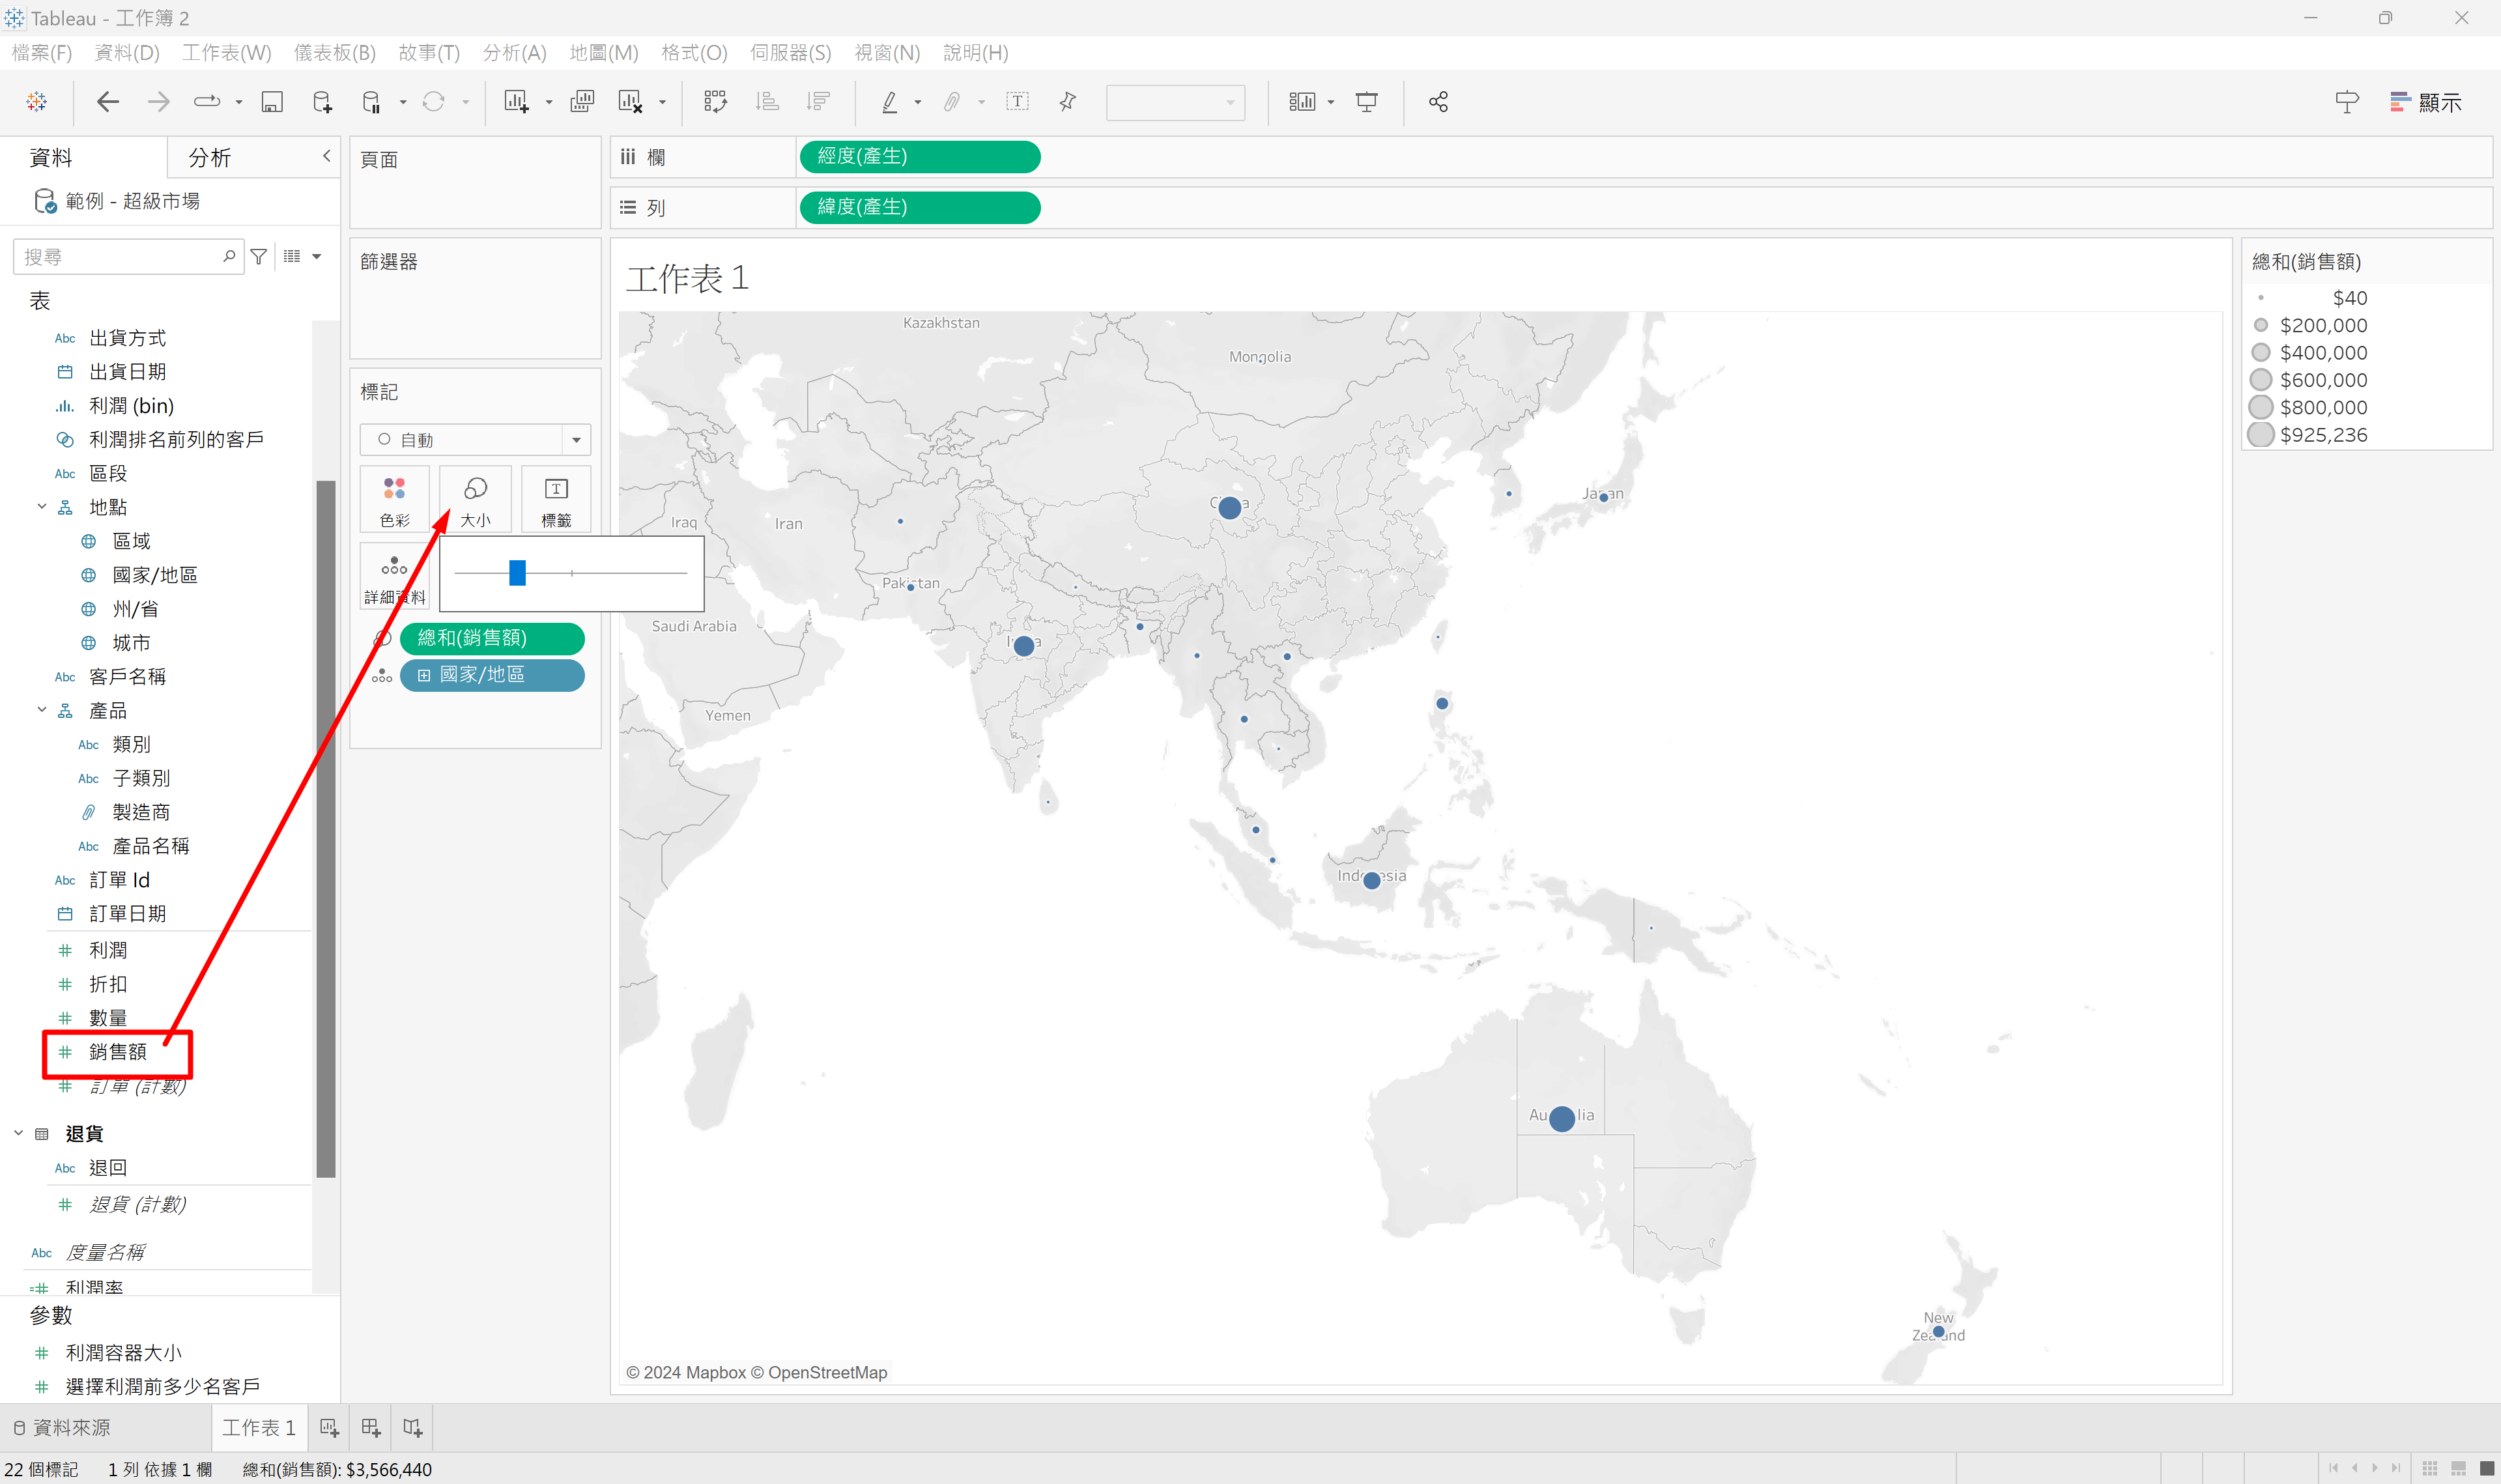 Tableau - 工作簿 2
檔案(F) 資料(D) 工作表(W) 儀表板(B) 故事(T) 分析(A) 地圖(M) 格式(O) 伺服器(S) 視窗(N) 說明(H)
顯示
資料 分析
範例 - 超級市場
搜尋
表
Abc 出貨方式
出貨日期
利潤 (bin)
利潤排名前列的客戶
Abc 區段
地點
區域
國家/地區
州/省
城市
Abc 客戶名稱
產品
Abc 類別
Abc 子類別
製造商
Abc 產品名稱
Abc 訂單 Id
訂單日期
# 利潤
# 折扣
# 數量
# 銷售額
# 訂單 (計數)
退貨
Abc 退回
# 退貨 (計數)
Abc 度量名稱
=# 利潤率
參數
# 利潤容器大小
# 選擇利潤前多少名客戶
頁面
篩選器
標記
自動
色彩 大小 標籤
詳細資料
總和(銷售額)
國家/地區
欄 經度(產生)
列 緯度(產生)
工作表 1
Kazakhstan
Mongolia
Japan
Iraq
Iran
Pakistan
Saudi Arabia
Yemen
Indonesia
New
Zealand
© 2024 Mapbox © OpenStreetMap
總和(銷售額)
$40
$200,000
$400,000
$600,000
$800,000
$925,236
資料來源 工作表 1
22 個標記 1 列 依據 1 欄 總和(銷售額): $3,566,440